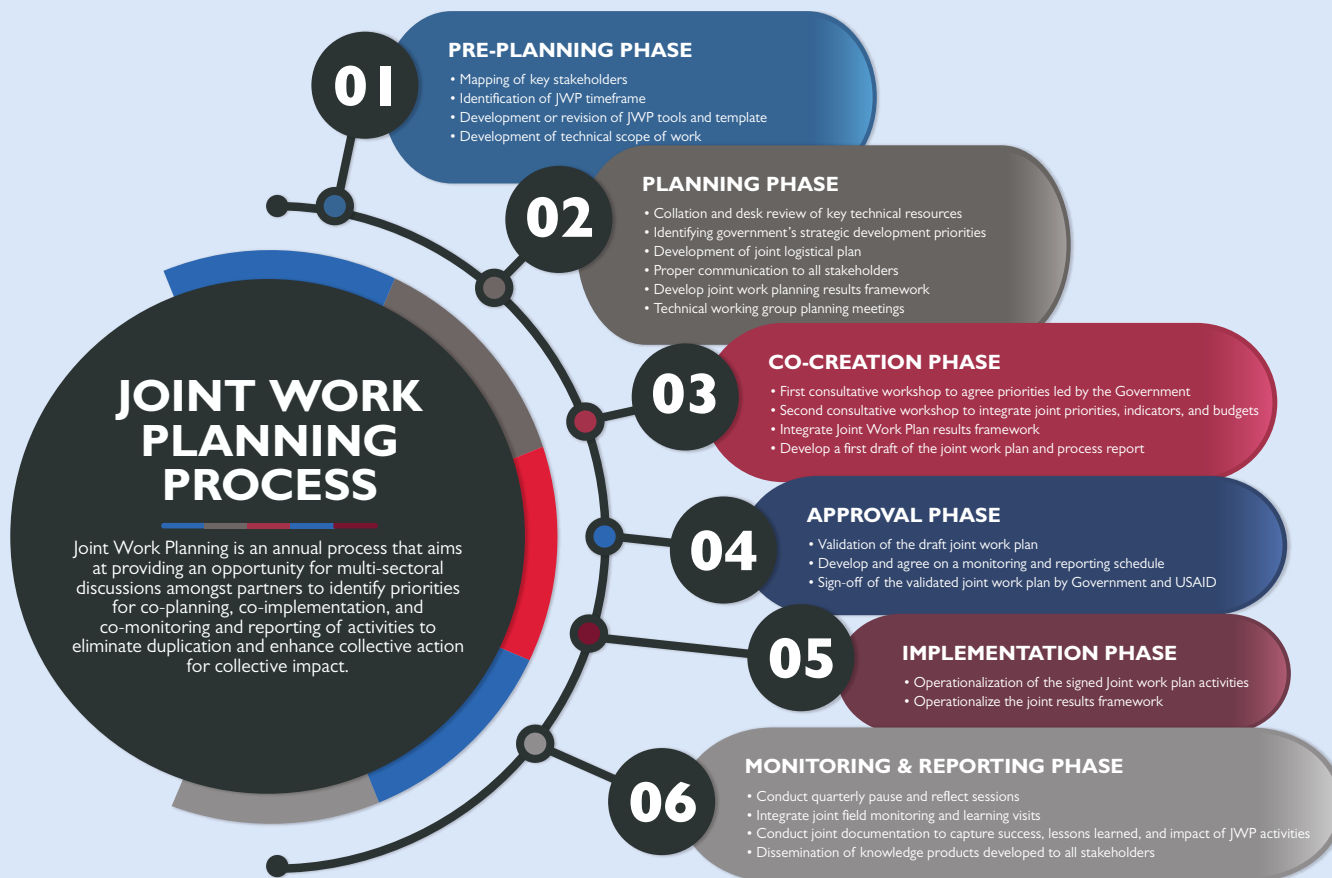 JOINT WORK
PLANNING
PROCESS
Joint Work Planning is an annual process that aims
at providing an opportunity for multi-sectoral
discussions amongst partners to identify priorities
for co-planning, co-implementation, and
co-monitoring and reporting of activities to
eliminate duplication and enhance collective action
for collective impact.
01
PRE-PLANNING PHASE
• Mapping of key stakeholders
• Identification of JWP timeframe
• Development or revision of JWP tools and template
• Development of technical scope of work
02
PLANNING PHASE
• Collation and desk review of key technical resources
• Identifying government’s strategic development priorities
• Development of joint logistical plan
• Proper communication to all stakeholders
• Develop joint work planning results framework
• Technical working group planning meetings
03
CO-CREATION PHASE
• First consultative workshop to agree priorities led by the Government
• Second consultative workshop to integrate joint priorities, indicators, and budgets
• Integrate Joint Work Plan results framework
• Develop a first draft of the joint work plan and process report
04
APPROVAL PHASE
• Validation of the draft joint work plan
• Develop and agree on a monitoring and reporting schedule
• Sign-off of the validated joint work plan by Government and USAID
05
IMPLEMENTATION PHASE
• Operationalization of the signed Joint work plan activities
• Operationalize the joint results framework
06
MONITORING & REPORTING PHASE
• Conduct quarterly pause and reflect sessions
• Integrate joint field monitoring and learning visits
• Conduct joint documentation to capture success, lessons learned, and impact of JWP activities
• Dissemination of knowledge products developed to all stakeholders